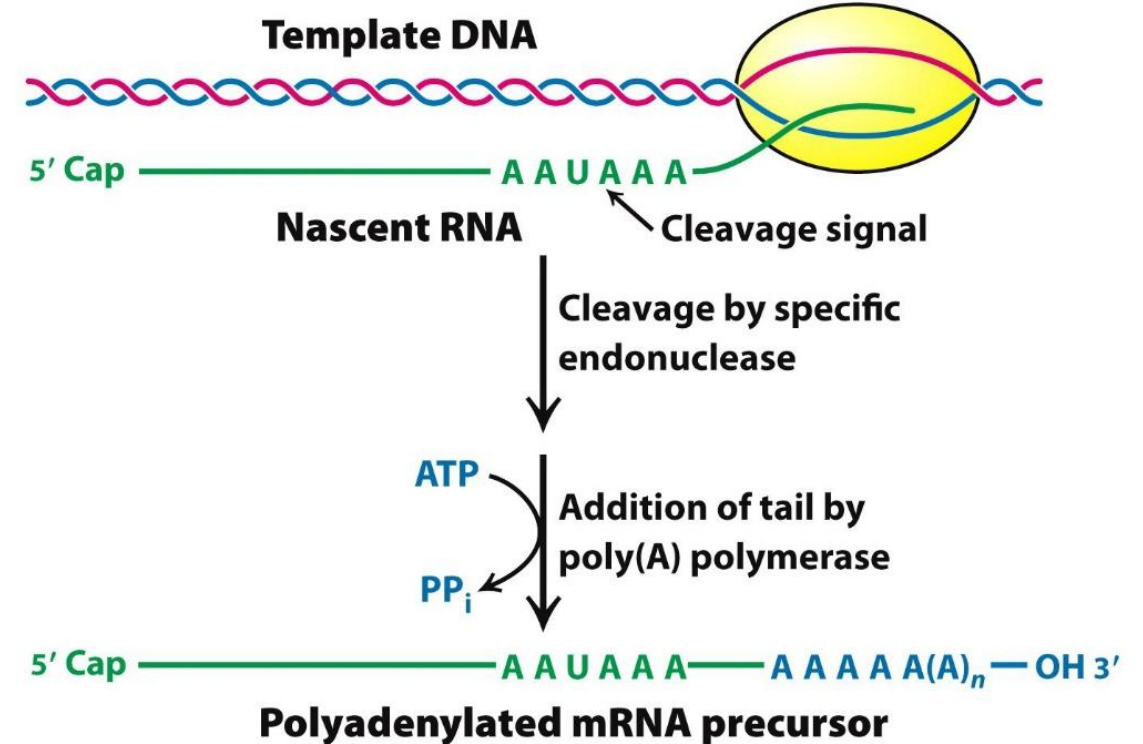 Template DNA
5′ Cap
A A U A A A
Nascent RNA
Cleavage signal
Cleavage by specific
endonuclease
ATP
Addition of tail by
poly(A) polymerase
PPi
5′ Cap
A A U A A A
A A A A A(A)n
OH 3′
Polyadenylated mRNA precursor